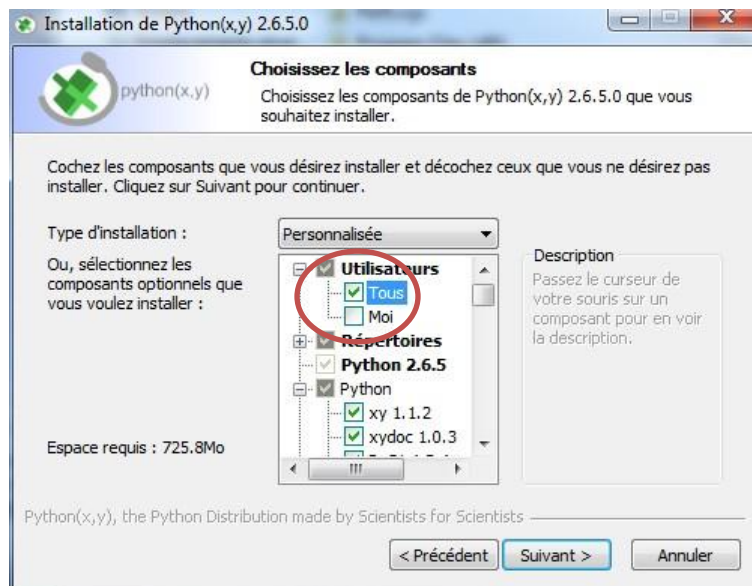 Installation de Python(x,y) 2.6.5.0
python(x,y)
Choisissez les composants
Choisissez les composants de Python(x,y) 2.6.5.0 que vous
souhaitez installer.
Cochez les composants que vous désirez installer et décochez ceux que vous ne désirez pas
installer. Cliquez sur Suivant pour continuer.
Type d'installation :
Personnalisée
Ou, sélectionnez les
composants optionnels que
vous voulez installer :
Utilisateurs
Tous
Moi
Répertoires
Python 2.6.5
Python
xy 1.1.2
xydoc 1.0.3
Description
Passez le curseur de
votre souris sur un
composant pour en voir
la description.
Espace requis : 725.8Mo
Python(x,y), the Python Distribution made by Scientists for Scientists
< Précédent
Suivant >
Annuler